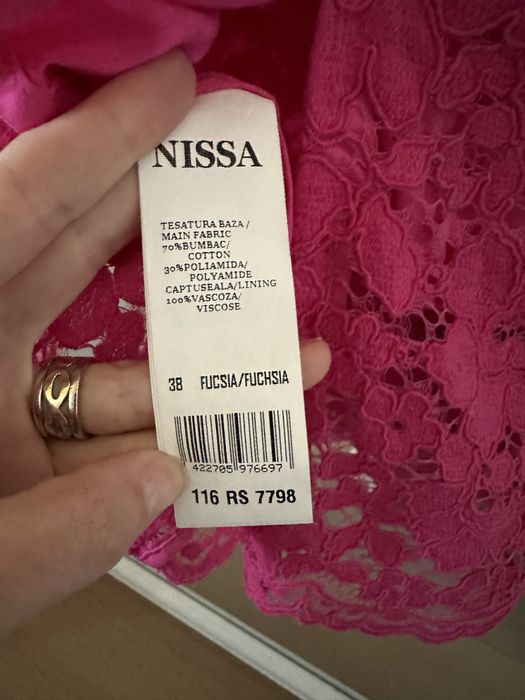 NISSA
TESATURA BAZA/
MAIN FABRIC
70%BUMBAC/
COTTON
30%POLIAMIDA/
POLYAMIDE
CAPTUSEALA/LINING
100%VASCOZA/
VISCOSE
38 FUCSIA/FUCHSIA
422705 976697
116 RS 7798